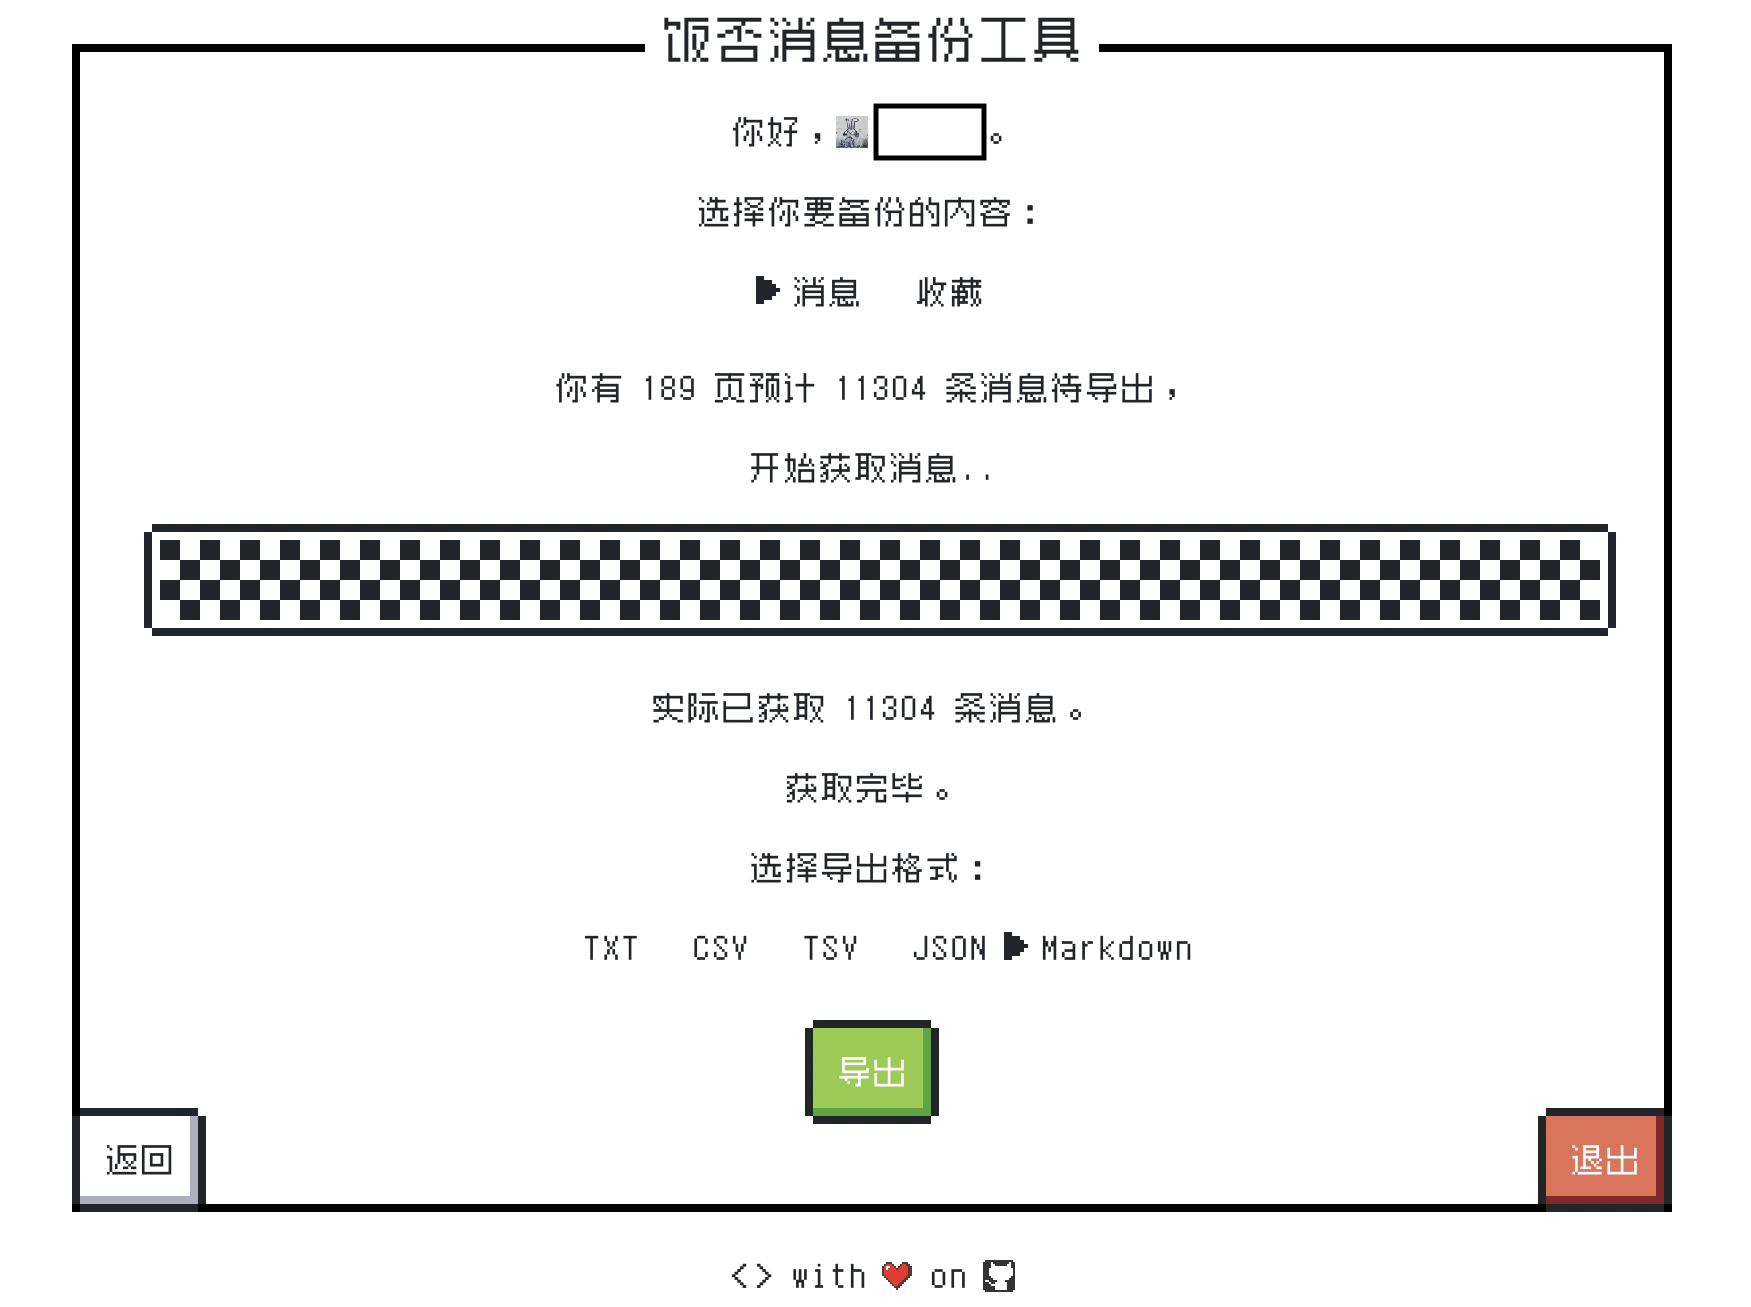 饭否消息备份工具
你好，。
选择你要备份的内容：
消息 收藏
你有 189 页预计 11304 条消息待导出，
开始获取消息..
实际已获取 11304 条消息。
获取完毕。
选择导出格式：
TXT CSV TSV JSON Markdown
导出
返回
退出
<> with on